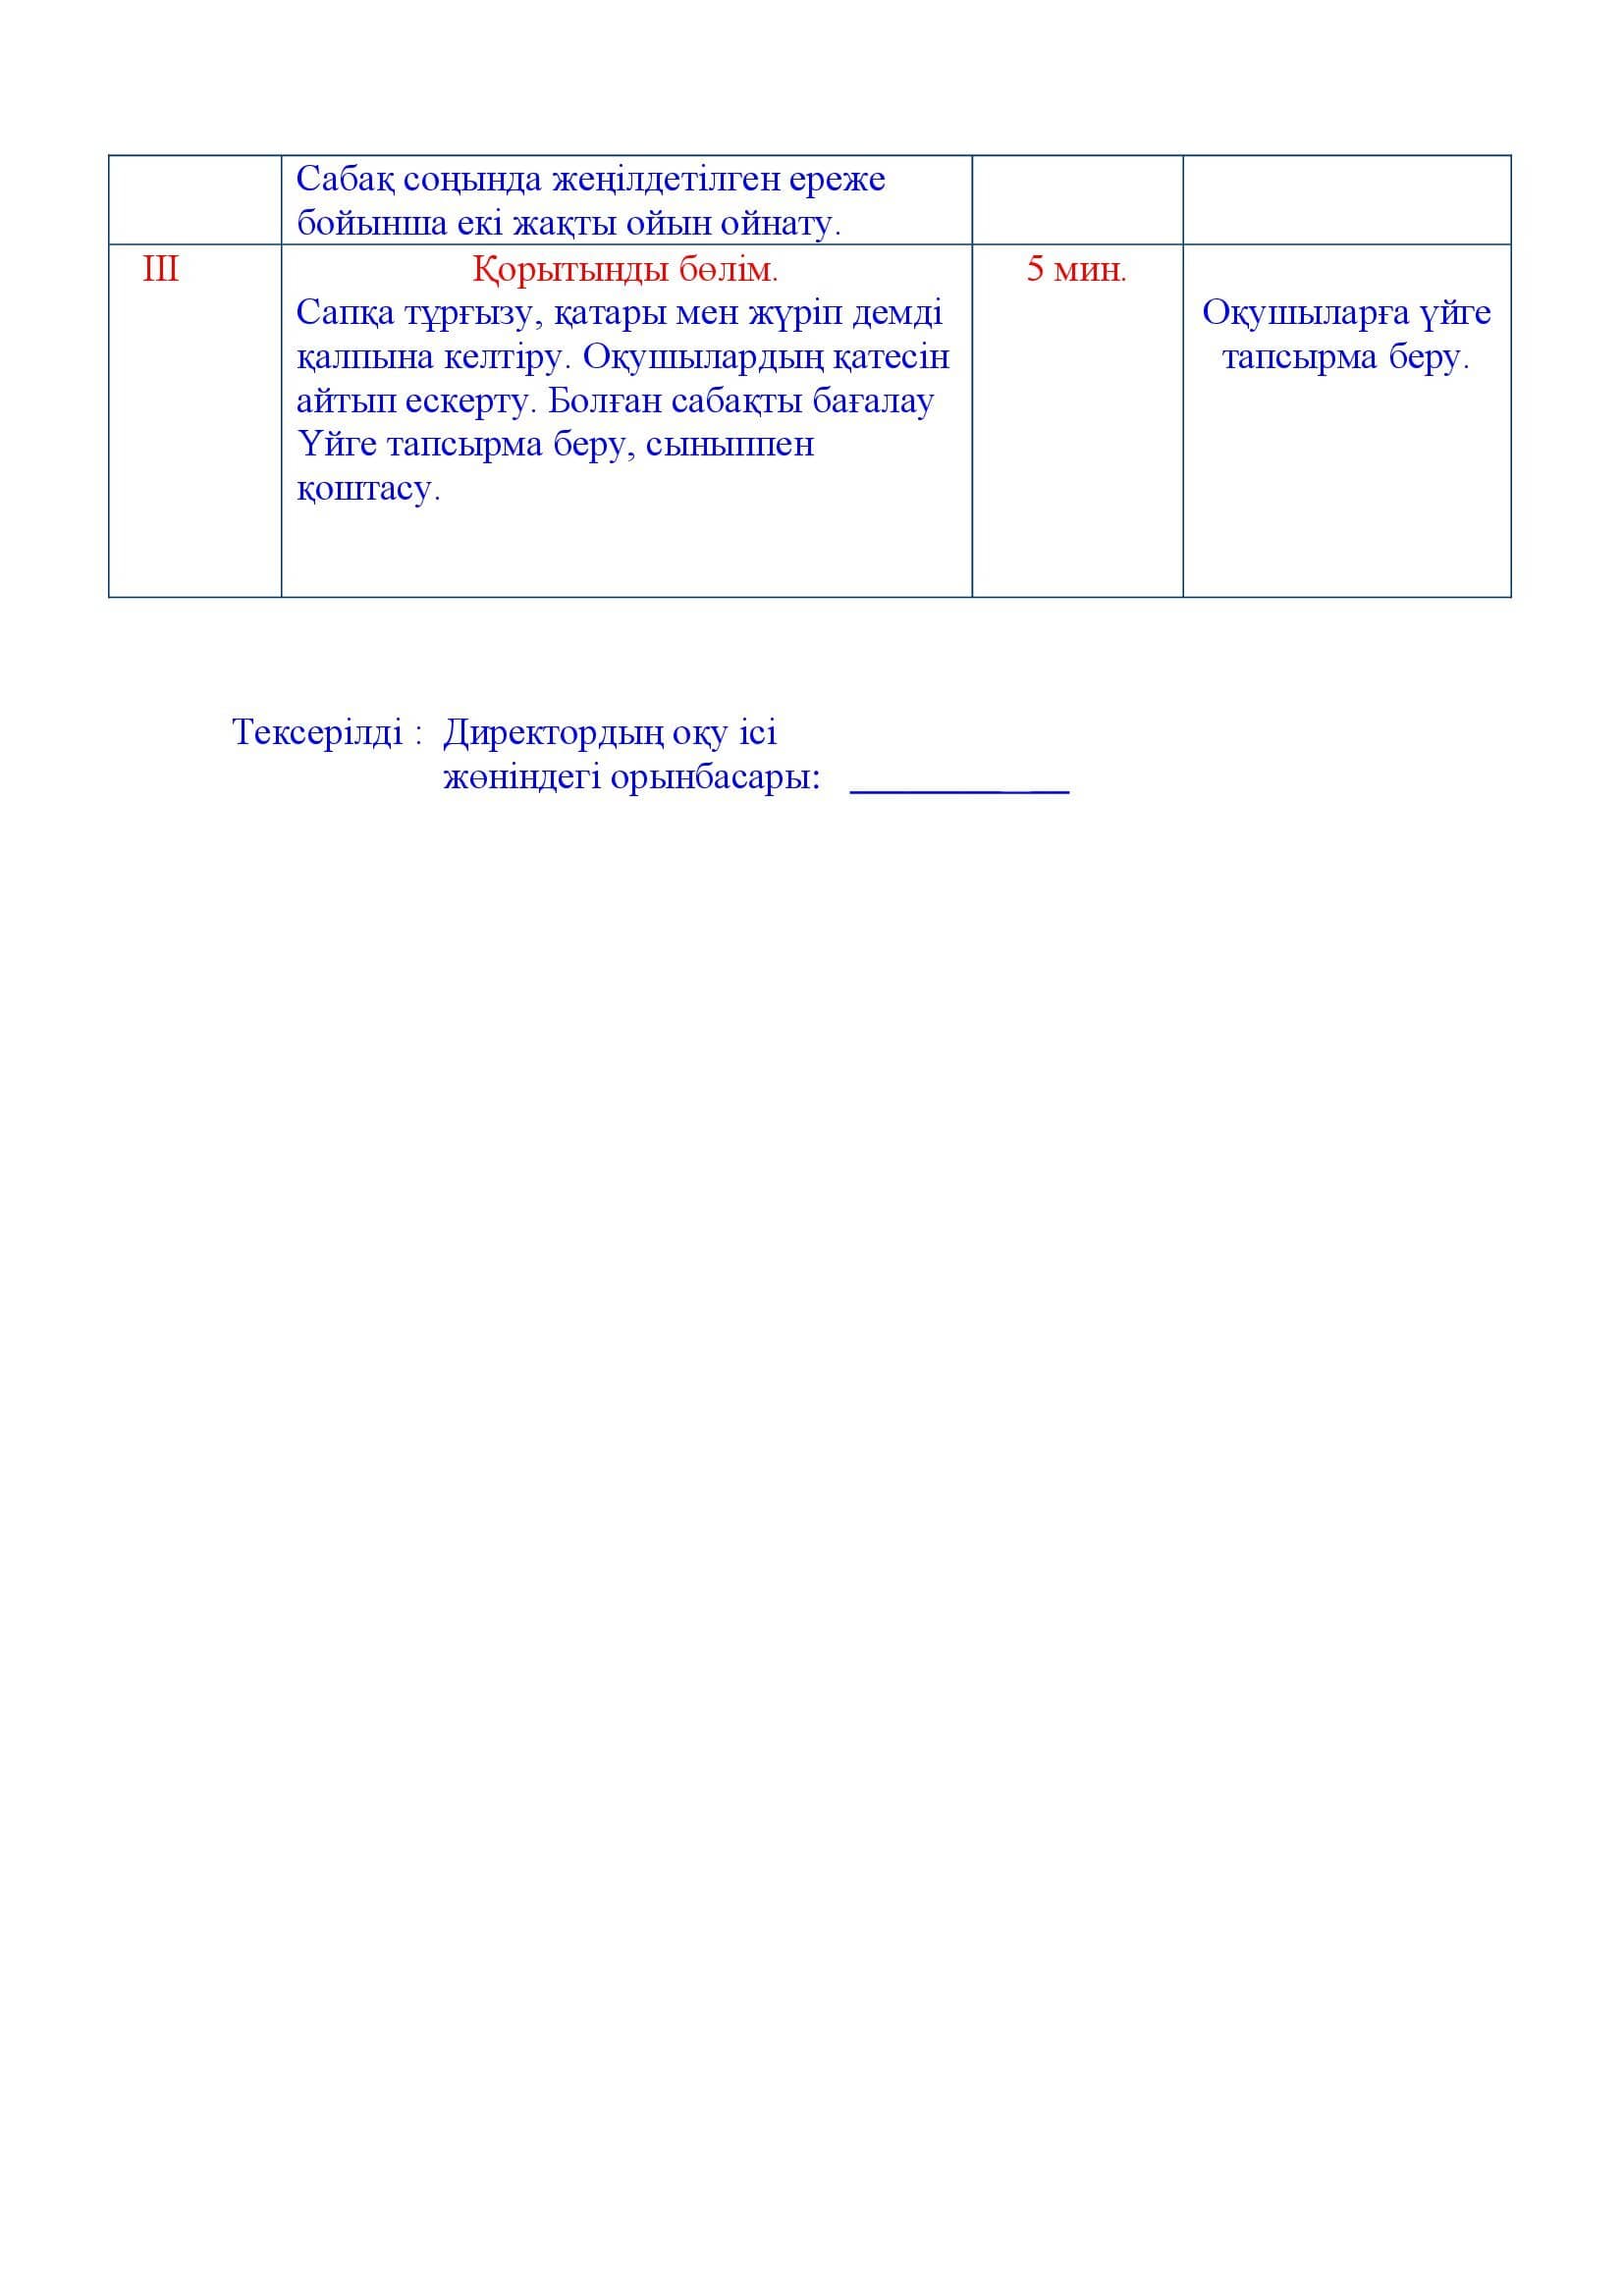 Сабақ соңында жеңілдетілген ереже
бойынша екі жақты ойын ойнату.
III
Қорытынды бөлім.
5 мин.
Сапқа тұрғызу, қатары мен жүріп демді
қалпына келтіру. Оқушылардың қатесін
айтып ескерту. Болған сабақты бағалау
Үйге тапсырма беру, сыныппен
қоштасу.
Оқушыларға үйге
тапсырма беру.
Тексерілді : Директордың оқу ісі
жөніндегі орынбасары: ___________